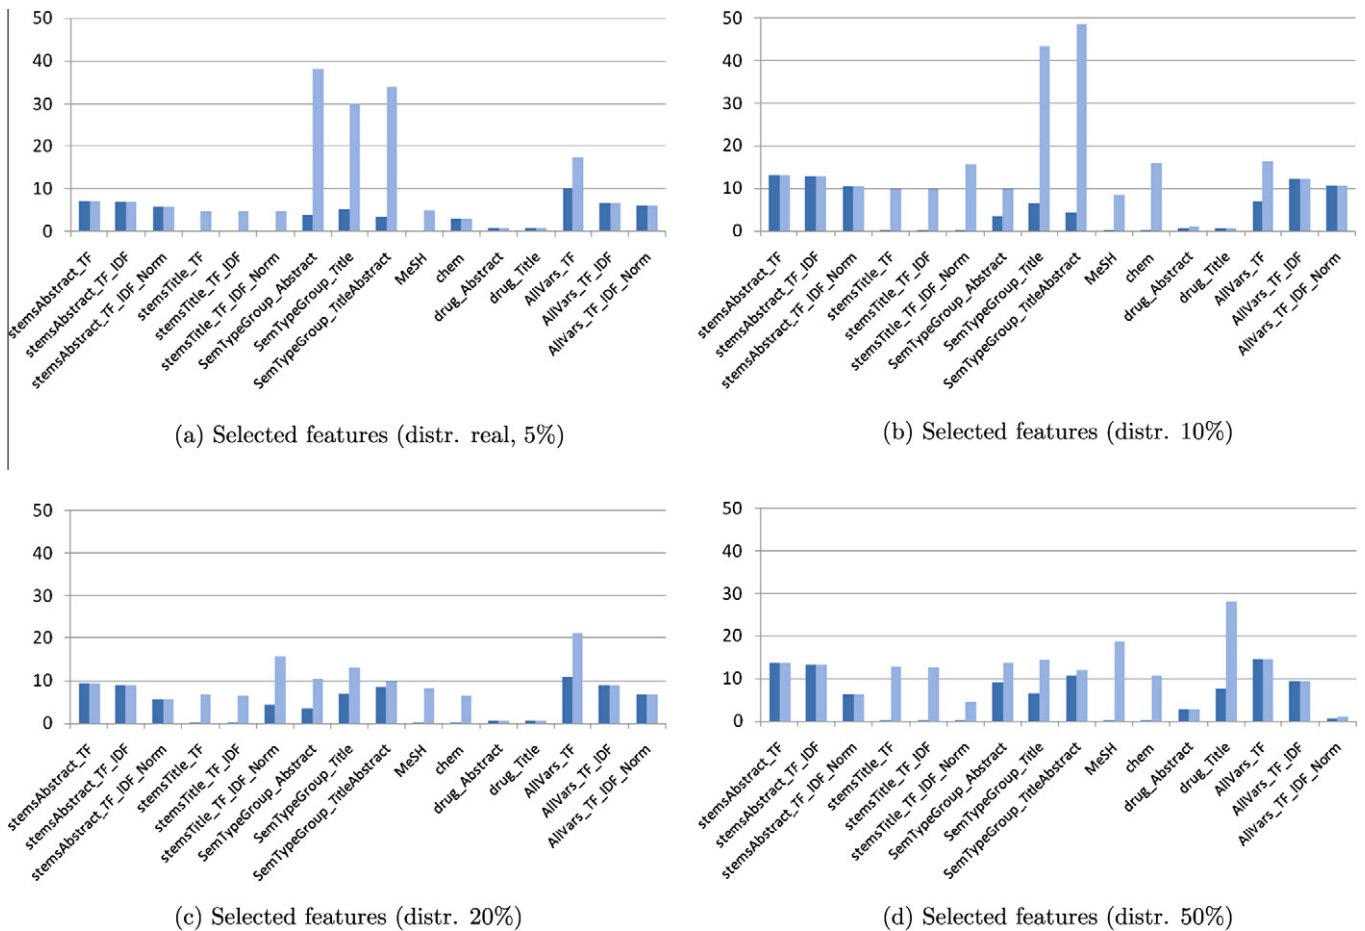 50
40
30
20
10
0
stemsAbstract_TF
stemsAbstract_TF_IDF
stemsAbstract_TF_IDF_Norm
stemsTitle_TF
stemsTitle_TF_IDF
stemsTitle_TF_IDF_Norm
SemTypeGroup_Abstract
SemTypeGroup_Title
SemTypeGroup_TitleAbstract
MeSH
chem
drug_Abstract
drug_Title
AllVars_TF
AllVars_TF_IDF
AllVars_TF_IDF_Norm
(a) Selected features (distr. real, 5%)
50
40
30
20
10
0
stemsAbstract_TF
stemsAbstract_TF_IDF
stemsAbstract_TF_IDF_Norm
stemsTitle_TF
stemsTitle_TF_IDF
stemsTitle_TF_IDF_Norm
SemTypeGroup_Abstract
SemTypeGroup_Title
SemTypeGroup_TitleAbstract
MeSH
chem
drug_Abstract
drug_Title
AllVars_TF
AllVars_TF_IDF
AllVars_TF_IDF_Norm
(b) Selected features (distr. 10%)
50
40
30
20
10
0
stemsAbstract_TF
stemsAbstract_TF_IDF
stemsAbstract_TF_IDF_Norm
stemsTitle_TF
stemsTitle_TF_IDF
stemsTitle_TF_IDF_Norm
SemTypeGroup_Abstract
SemTypeGroup_Title
SemTypeGroup_TitleAbstract
MeSH
chem
drug_Abstract
drug_Title
AllVars_TF
AllVars_TF_IDF
AllVars_TF_IDF_Norm
(c) Selected features (distr. 20%)
50
40
30
20
10
0
stemsAbstract_TF
stemsAbstract_TF_IDF
stemsAbstract_TF_IDF_Norm
stemsTitle_TF
stemsTitle_TF_IDF
stemsTitle_TF_IDF_Norm
SemTypeGroup_Abstract
SemTypeGroup_Title
SemTypeGroup_TitleAbstract
MeSH
chem
drug_Abstract
drug_Title
AllVars_TF
AllVars_TF_IDF
AllVars_TF_IDF_Norm
(d) Selected features (distr. 50%)